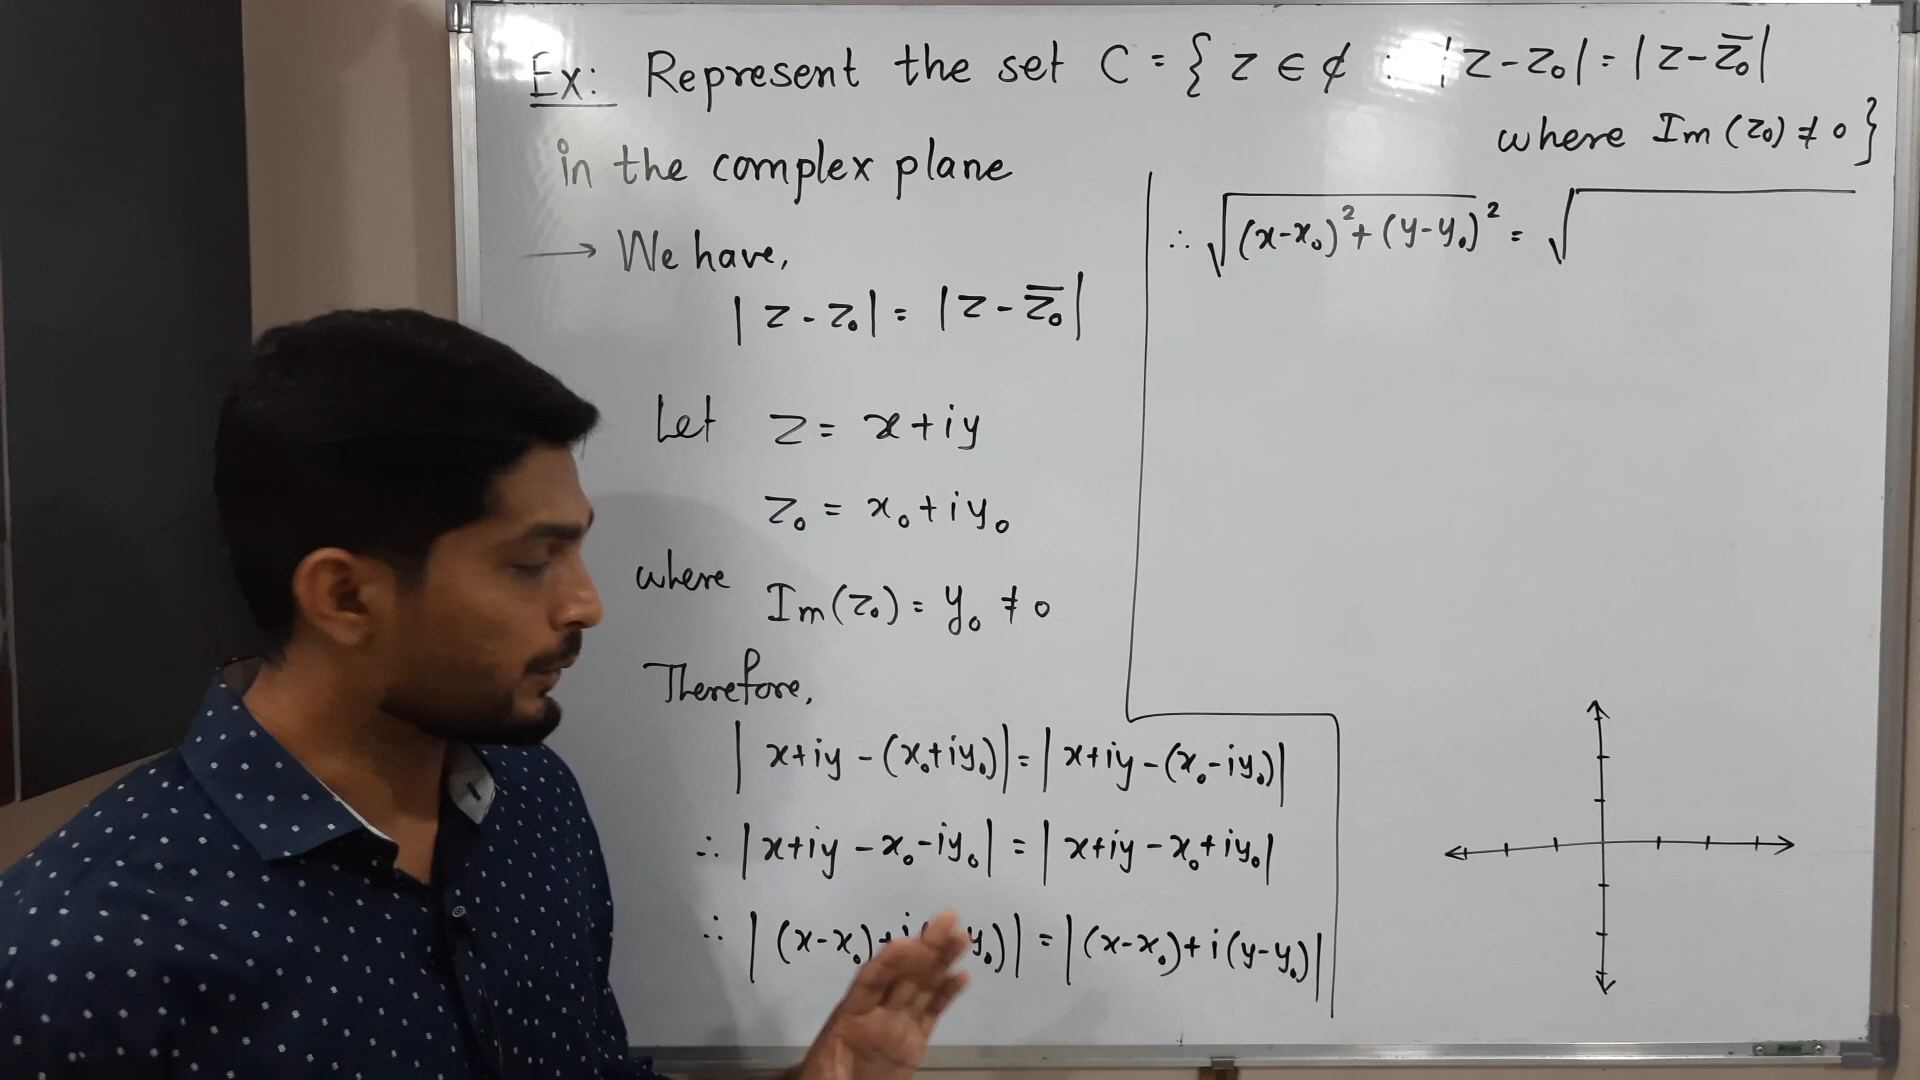 Ex: Represent the set C = { z ∈ ₵ : |z - z₀| = |z - z̅₀|
where Im (z₀) ≠ 0 }
in the complex plane
→ We have,
|z - z₀| = |z - z̅₀|
Let z = x + iy
z₀ = x₀ + iy₀
where Im(z₀) = y₀ ≠ 0
Therefore,
| x+iy - (x₀+iy₀)| = | x+iy - (x₀-iy₀)|
∴ | x+iy - x₀ - iy₀| = | x+iy - x₀ + iy₀|
∴ | (x-x₀) + i( y₀)| = |(x-x₀) + i(y-y₀)|
∴ √(x-x₀)² + (y-y₀)² = √